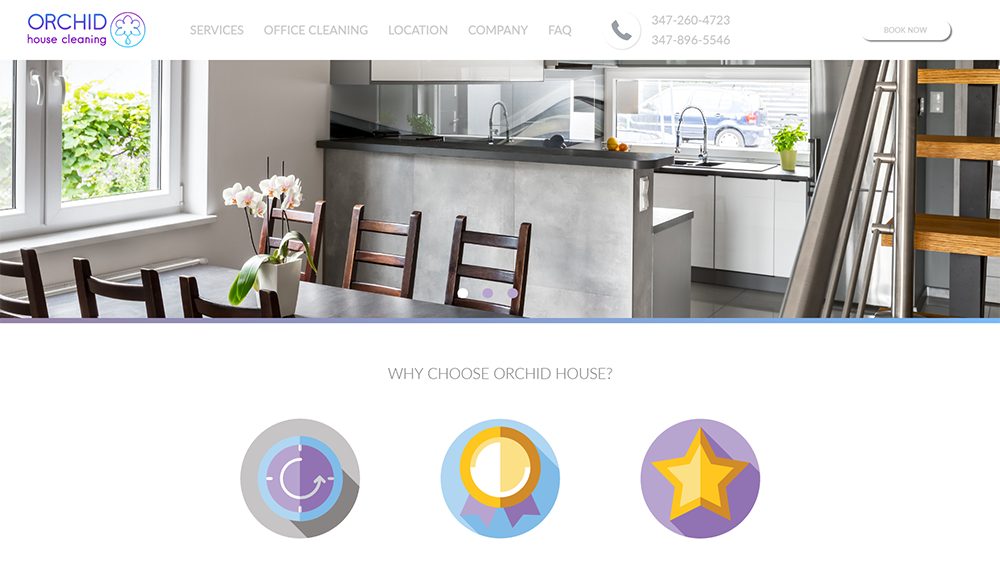 ORCHID
house cleaning
SERVICES OFFICE CLEANING LOCATION COMPANY FAQ
347-260-4723
347-896-5546
BOOK NOW
WHY CHOOSE ORCHID HOUSE?